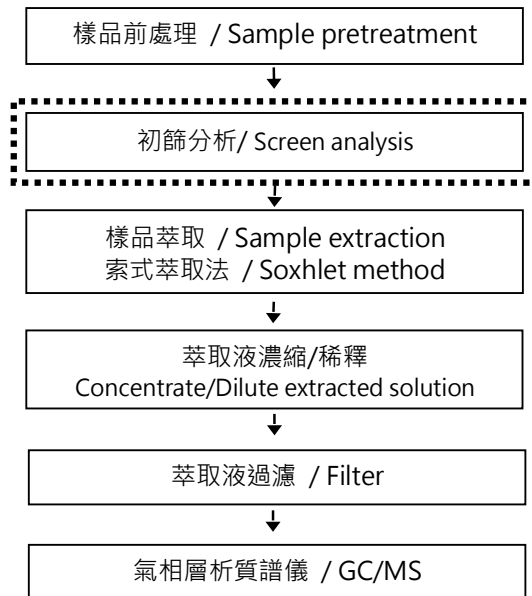 樣品前處理 / Sample pretreatment
初篩分析/ Screen analysis
樣品萃取 / Sample extraction
索式萃取法 / Soxhlet method
萃取液濃縮/稀釋
Concentrate/Dilute extracted solution
萃取液過濾 / Filter
氣相層析質譜儀 / GC/MS